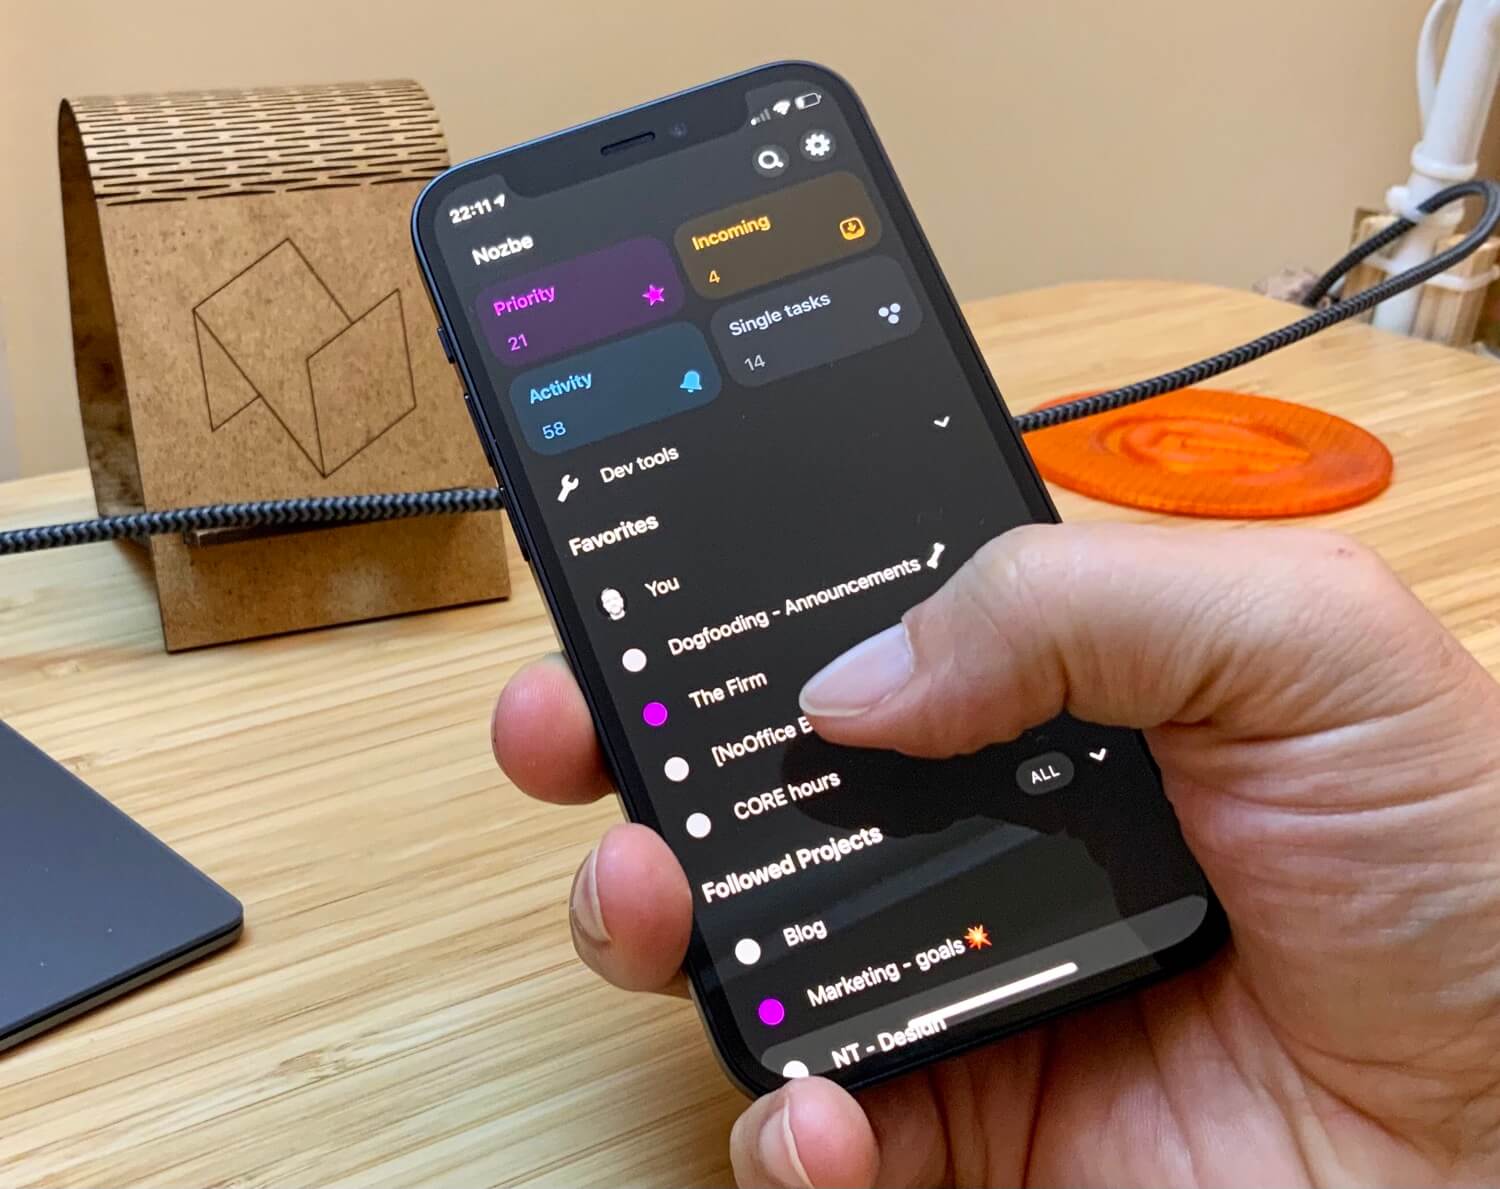 22:11
Nozbe
Priority
21
Incoming
4
Activity
58
Single tasks
14
Dev tools
Favorites
You
Dogfooding - Announcements 🦴
The Firm
[NoOffice
CORE hours
Followed Projects
ALL
Blog
Marketing - goals💥
NT - Design